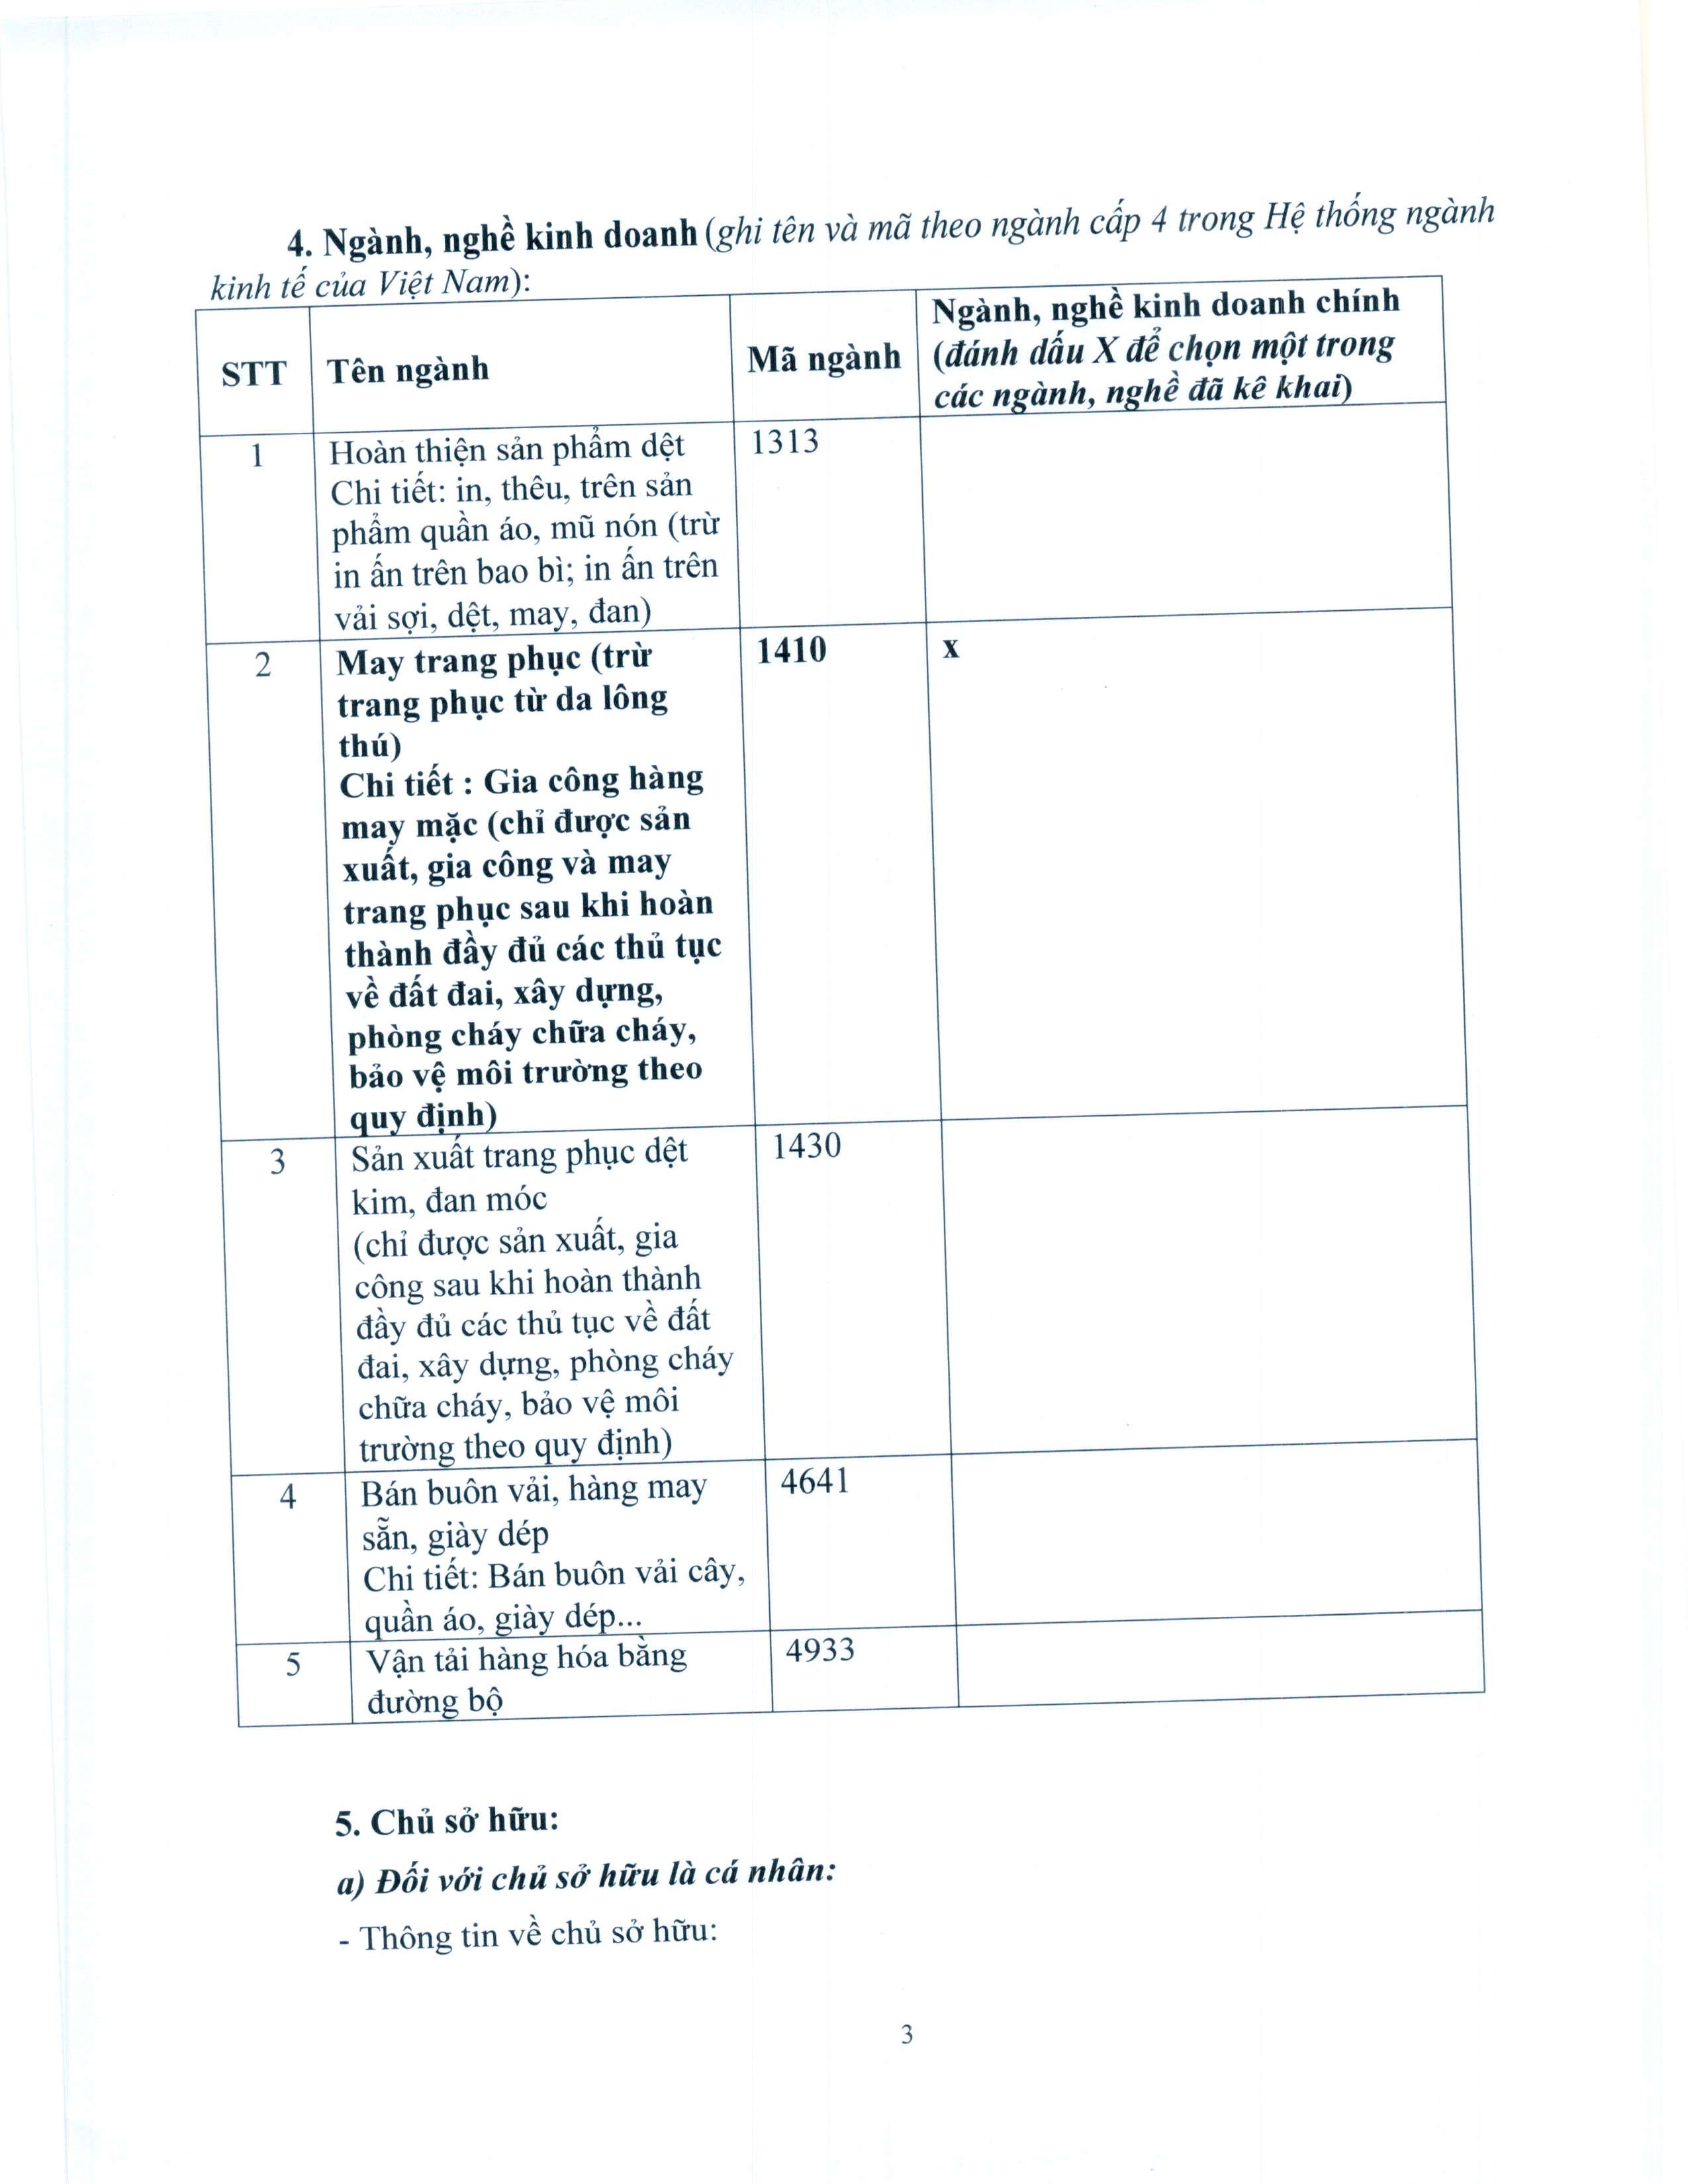 4. Ngành, nghề kinh doanh (ghi tên và mã theo ngành cấp 4 trong Hệ thống ngành
kinh tế của Việt Nam):
STT
Tên ngành
Mã ngành
Ngành, nghề kinh doanh chính
(đánh dấu X để chọn một trong
các ngành, nghề đã kê khai)
1
Hoàn thiện sản phẩm dệt
Chi tiết: in, thêu, trên sản
phẩm quần áo, mũ nón (trừ
in ấn trên bao bì; in ấn trên
vải sợi, dệt, may, đan)
1313
2
May trang phục (trừ
trang phục từ da lông
thú)
Chi tiết : Gia công hàng
may mặc (chỉ được sản
xuất, gia công và may
trang phục sau khi hoàn
thành đầy đủ các thủ tục
về đất đai, xây dựng,
phòng cháy chữa cháy,
bảo vệ môi trường theo
quy định)
1410
x
3
Sản xuất trang phục dệt
kim, đan móc
(chỉ được sản xuất, gia
công sau khi hoàn thành
đầy đủ các thủ tục về đất
đai, xây dựng, phòng cháy
chữa cháy, bảo vệ môi
trường theo quy định)
1430
4
Bán buôn vải, hàng may
sẵn, giày dép
Chi tiết: Bán buôn vải cây,
quần áo, giày dép...
4641
5
Vận tải hàng hóa bằng
đường bộ
4933
5. Chủ sở hữu:
a) Đối với chủ sở hữu là cá nhân:
- Thông tin về chủ sở hữu:
3